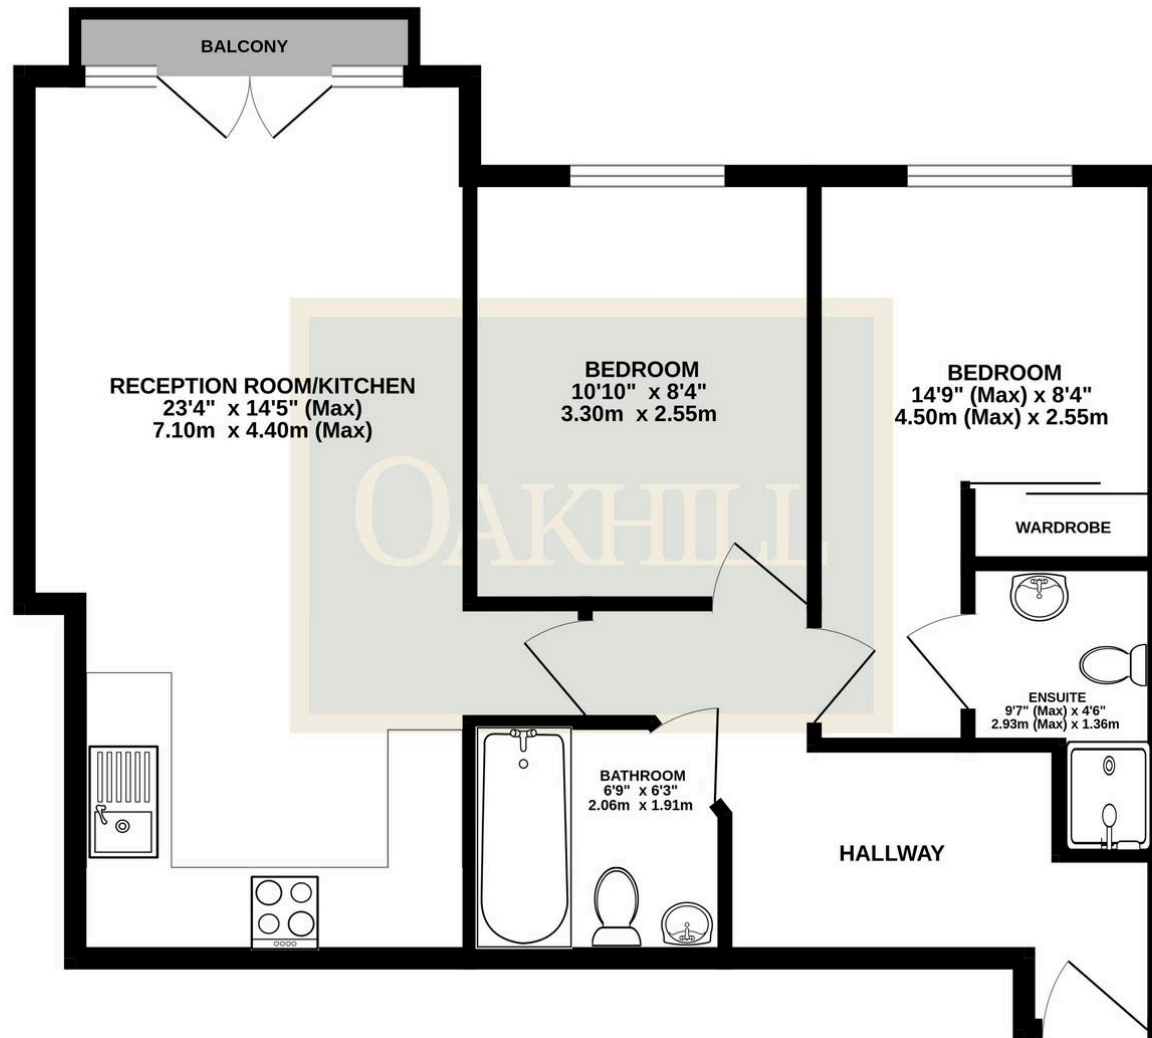 BALCONY
RECEPTION ROOM/KITCHEN
23'4" x 14'5" (Max)
7.10m x 4.40m (Max)
BEDROOM
10'10" x 8'4"
3.30m x 2.55m
BEDROOM
14'9" (Max) x 8'4"
4.50m (Max) x 2.55m
OAKHILL
WARDROBE
ENSUITE
9'7" (Max) x 4'6"
2.93m (Max) x 1.36m
BATHROOM
6'9" x 6'3"
2.06m x 1.91m
HALLWAY